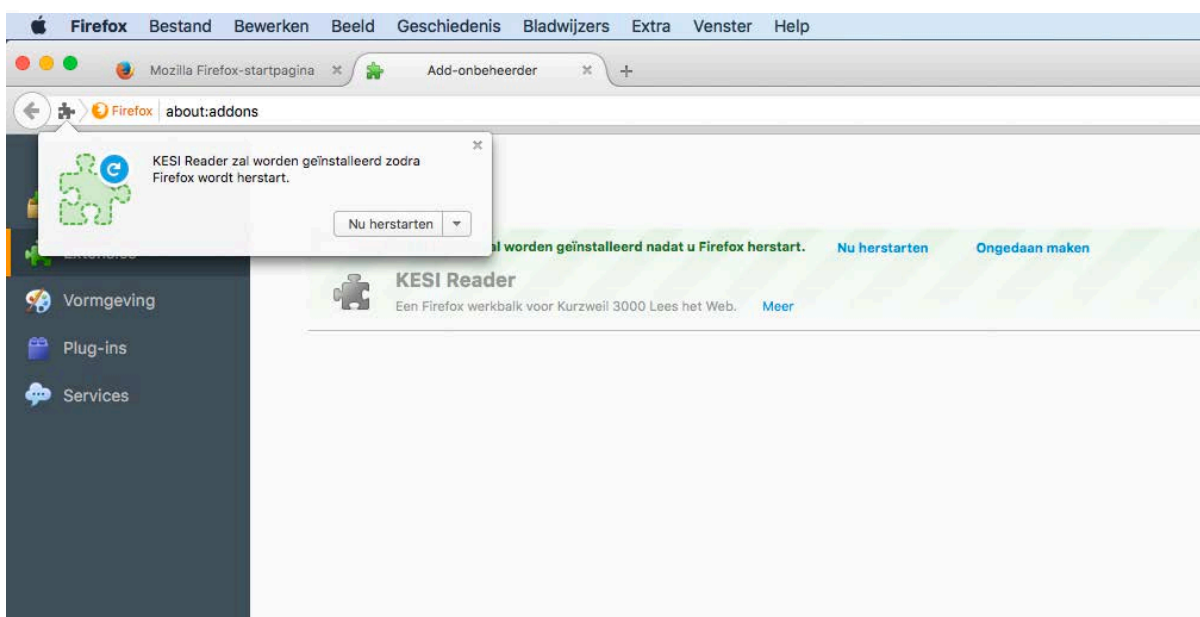 Firefox Bestand Bewerken Beeld Geschiedenis Bladwijzers Extra Venster Help
Mozilla Firefox-startpagina
Add-onbeheerder
Firefox about:addons
KESI Reader zal worden geïnstalleerd zodra
Firefox wordt herstart.
Nu herstarten
al worden geïnstalleerd nadat u Firefox herstart. Nu herstarten Ongedaan maken
KESI Reader
Een Firefox werkbalk voor Kurzweil 3000 Lees het Web. Meer
Vormgeving
Plug-ins
Services